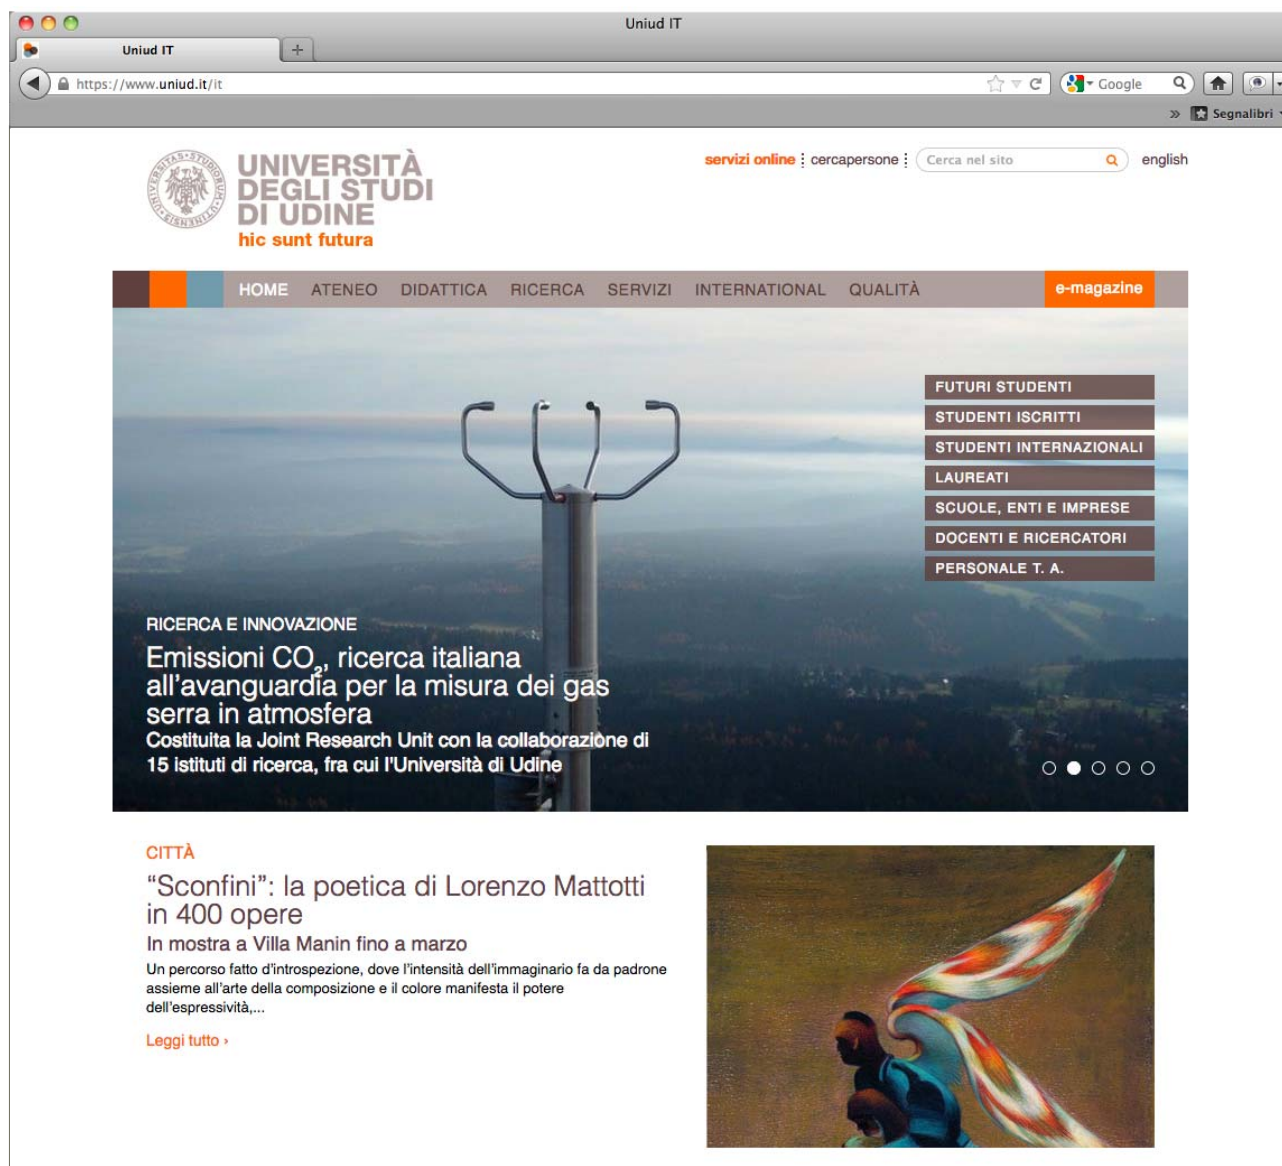 Uniud IT
Uniud IT
https://www.uniud.it/it
Google
» Segnalibri
UNIVERSITÀ
DEGLI STUDI
DI UDINE
hic sunt futura
servizi online cercapersone Cerca nel sito english
HOME ATENEO DIDATTICA RICERCA SERVIZI INTERNATIONAL QUALITÀ e-magazine
FUTURI STUDENTI
STUDENTI ISCRITTI
STUDENTI INTERNAZIONALI
LAUREATI
SCUOLE, ENTI E IMPRESE
DOCENTI E RICERCATORI
PERSONALE T. A.
RICERCA E INNOVAZIONE
Emissioni CO₂, ricerca italiana
all'avanguardia per la misura dei gas
serra in atmosfera
Costituita la Joint Research Unit con la collaborazione di
15 istituti di ricerca, fra cui l'Università di Udine
CITTÀ
“Sconfini”: la poetica di Lorenzo Mattotti
in 400 opere
In mostra a Villa Manin fino a marzo
Un percorso fatto d’introspezione, dove l’intensità dell’immaginario fa da padrone
assieme all’arte della composizione e il colore manifesta il potere
dell’espressività,...
Leggi tutto ›